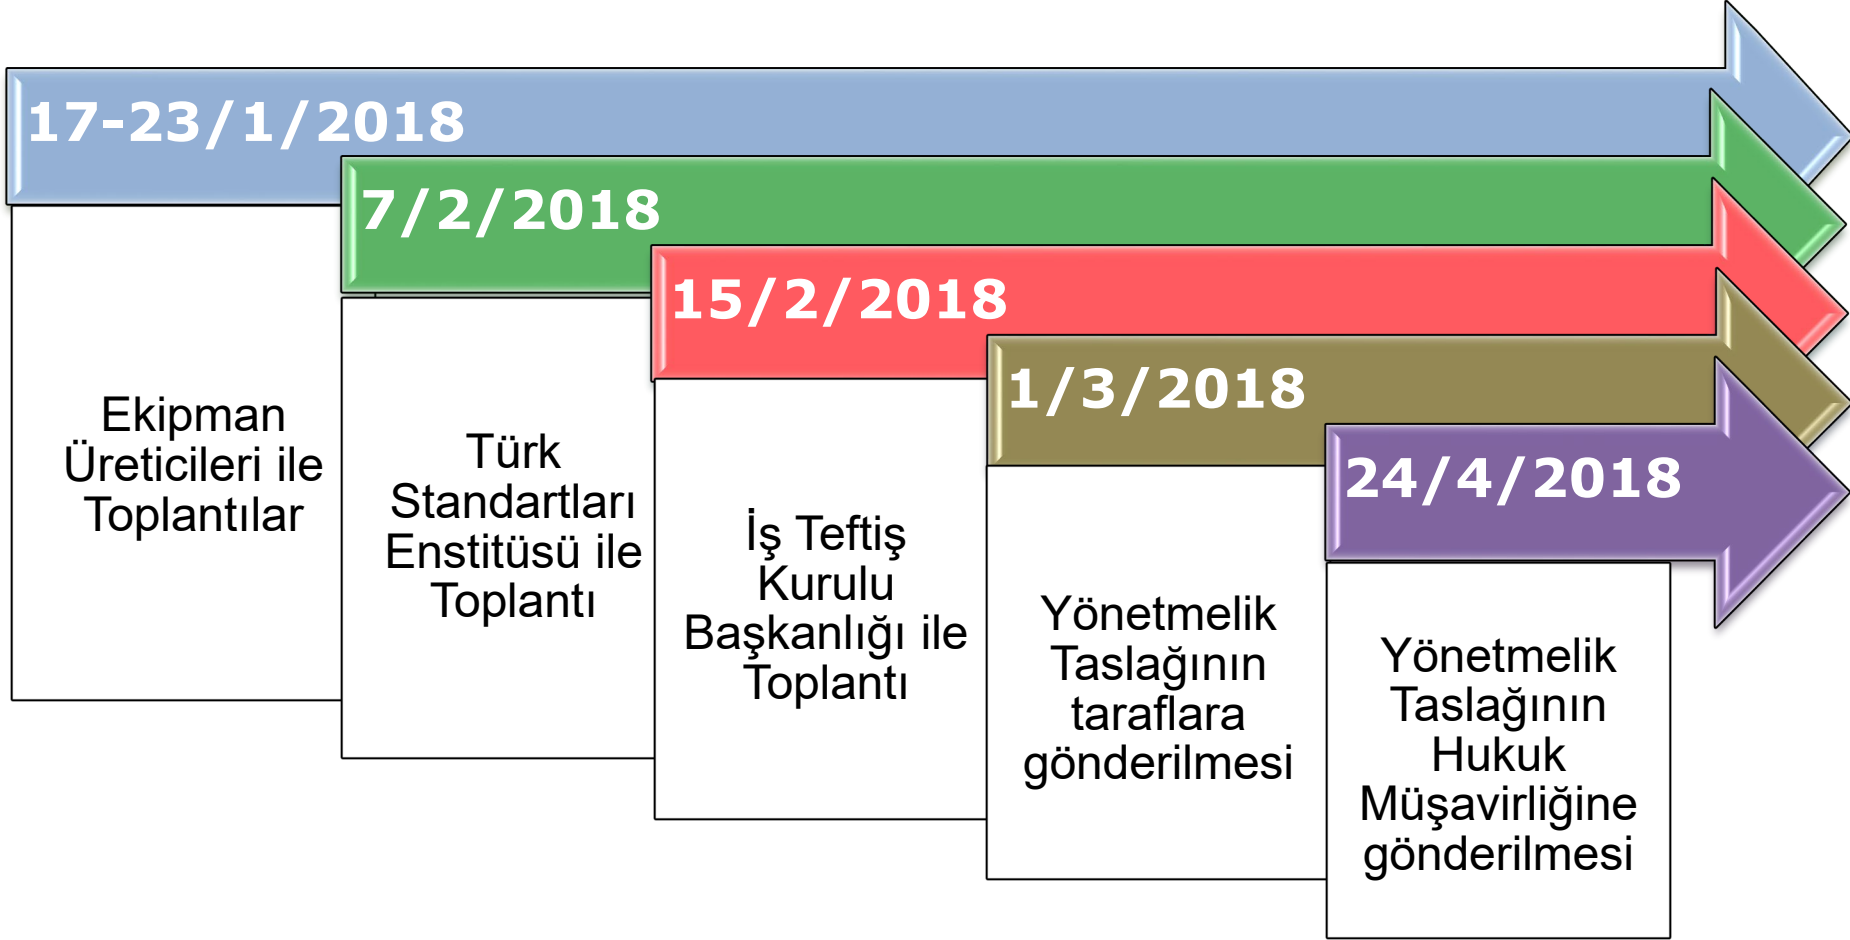 17-23/1/2018
Ekipman
Üreticileri ile
Toplantılar
7/2/2018
Türk
Standartları
Enstitüsü ile
Toplantı
15/2/2018
İş Teftiş
Kurulu
Başkanlığı ile
Toplantı
1/3/2018
Yönetmelik
Taslağının
taraflara
gönderilmesi
24/4/2018
Yönetmelik
Taslağının
Hukuk
Müşavirliğine
gönderilmesi